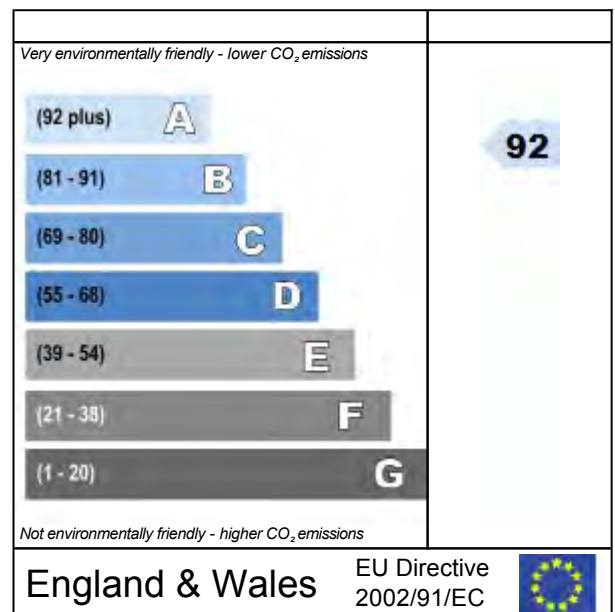 Very environmentally friendly - lower CO₂ emissions
(92 plus) A
92
(81 - 91) B
(69 - 80) C
(55 - 68) D
(39 - 54) E
(21 - 38) F
(1 - 20) G
Not environmentally friendly - higher CO₂ emissions
England & Wales
EU Directive
2002/91/EC